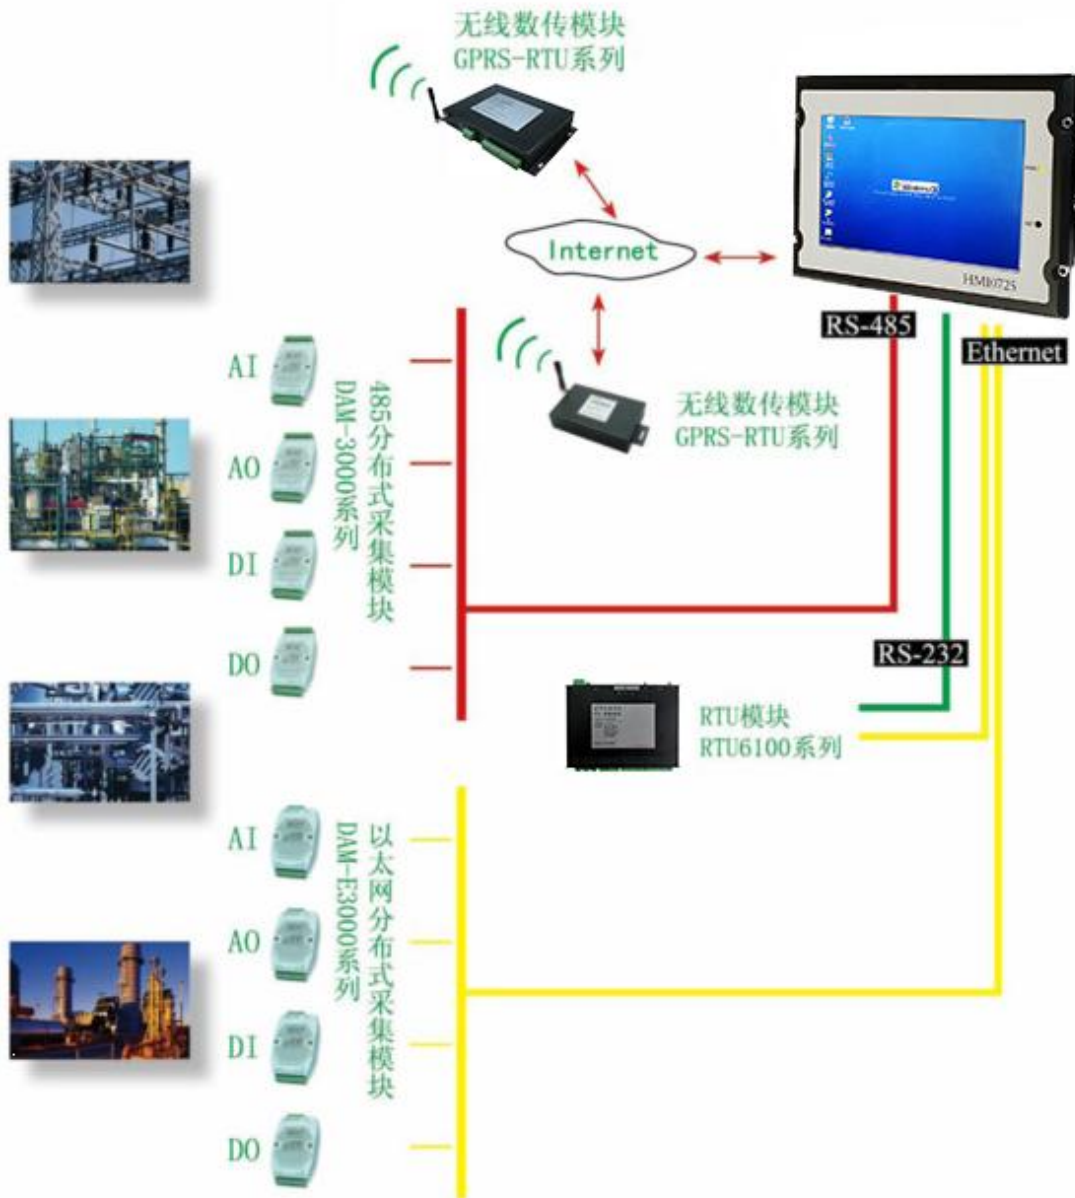 无线数传模块
GPRS-RTU系列
Internet
HMI0725
RS-485
Ethernet
无线数传模块
GPRS-RTU系列
AI
AO
DI
DO
485分布式采集模块
DAM-3000系列
RS-232
RTU模块
RTU6100系列
AI
AO
DI
DO
以太网分布式采集模块
DAM-E3000系列